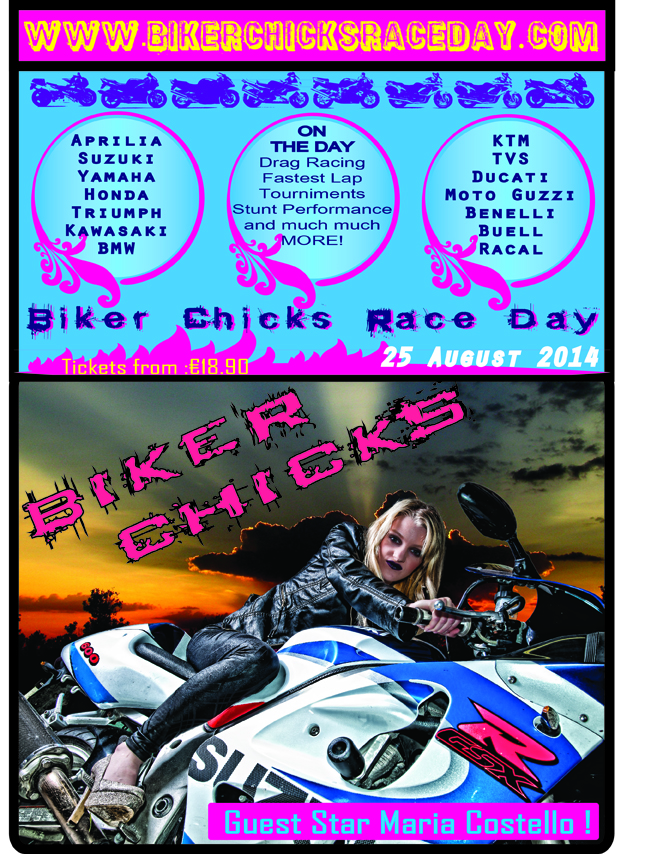 WWW.BIKERCHICKSRACEDAY.COM
APRILIA
SUZUKI
YAMAHA
HONDA
TRIUMPH
KAWASAKI
BMW
ON
THE DAY
Drag Racing
Fastest Lap
Tourniments
Stunt Performance
and much much
MORE!
KTM
TVS
DUCATI
MOTO GUZZI
BENELLI
BUELL
RACAL
Biker Chicks Race Day
Tickets from :€18.90
25 AUGUST 2014
BIKER
CHICKS
600
R
GSX
SUZ
Guest Star Maria Costello !